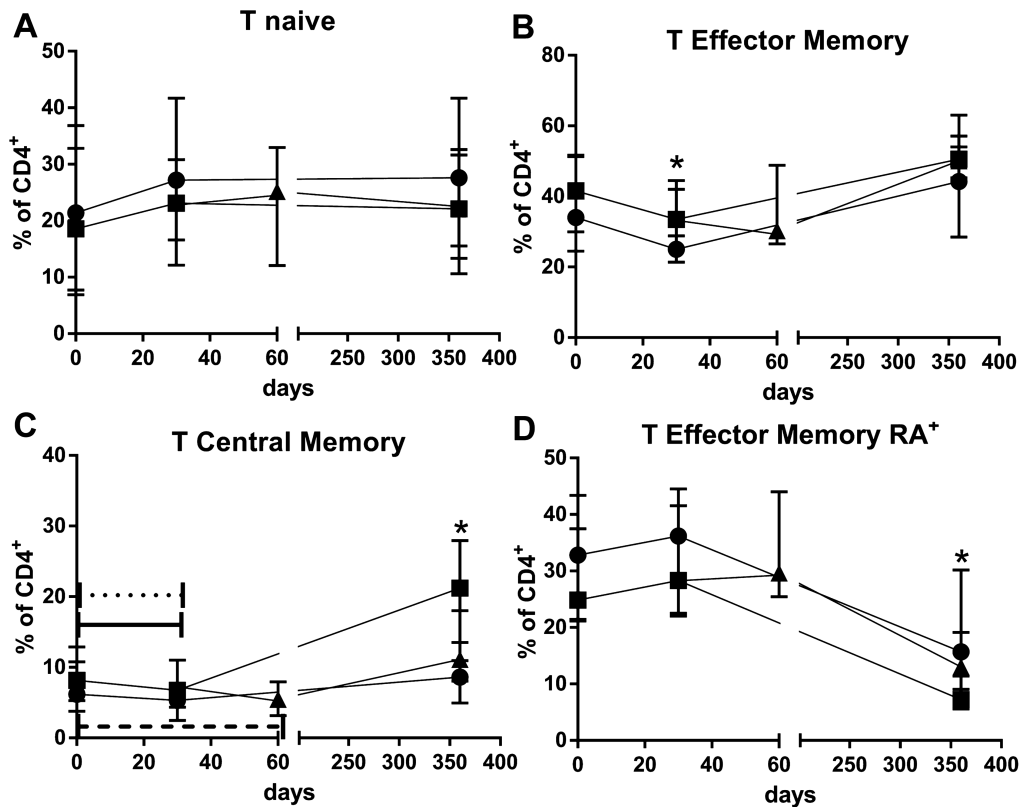 A
T naive
50
40
30
20
10
0
% of CD4+
0 20 40 60 250 300 350 400
days
B
T Effector Memory
80
60
40
20
0
% of CD4+
*
0 20 40 60 250 300 350 400
days
C
T Central Memory
40
30
20
10
0
% of CD4+
*
0 20 40 60 250 300 350 400
days
D
T Effector Memory RA+
50
40
30
20
10
0
% of CD4+
*
0 20 40 60 250 300 350 400
days